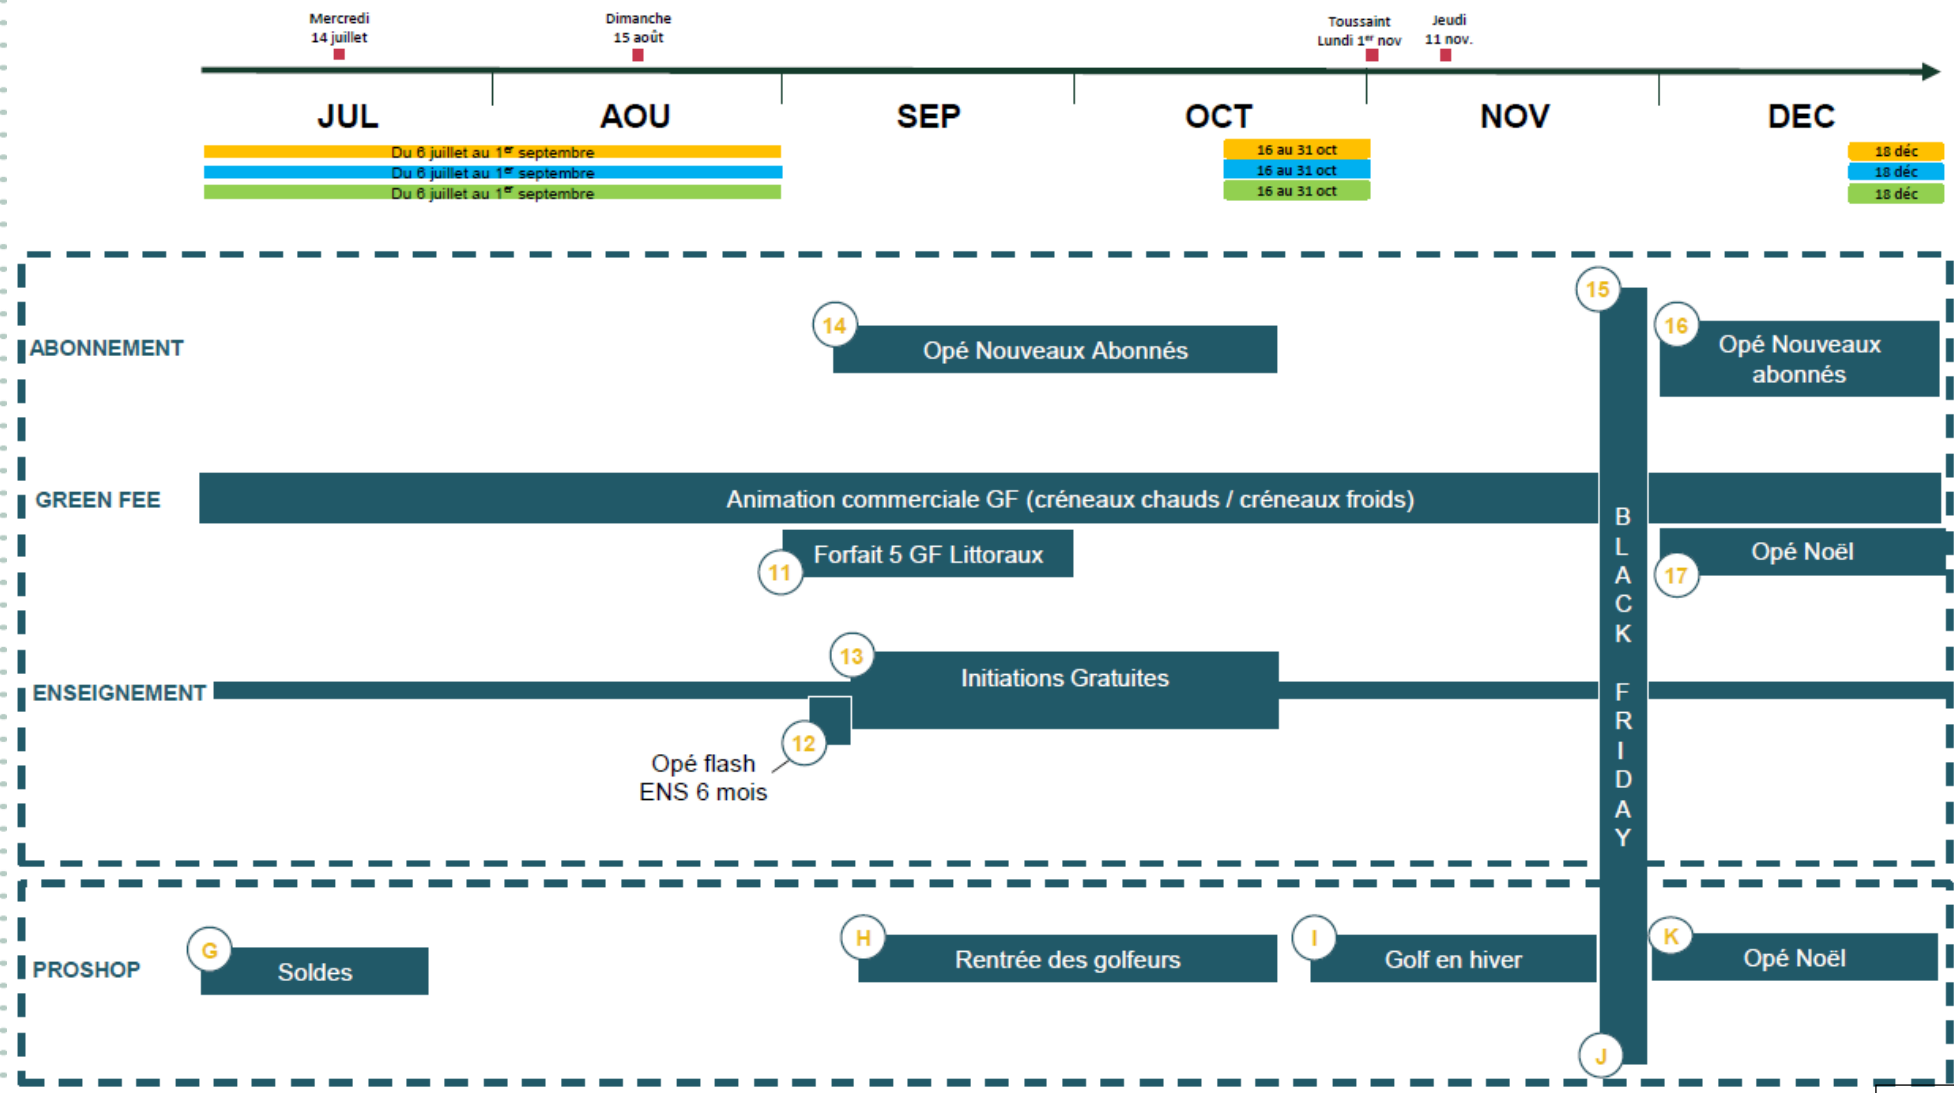 Mercredi
14 juillet
Dimanche
15 août
Toussaint
Lundi 1er nov
Jeudi
11 nov.
JUL
AOU
SEP
OCT
NOV
DEC
Du 6 juillet au 1er septembre
16 au 31 oct
18 déc
Du 6 juillet au 1er septembre
16 au 31 oct
18 déc
Du 6 juillet au 1er septembre
16 au 31 oct
18 déc
ABONNEMENT
14
Opé Nouveaux Abonnés
15
16
Opé Nouveaux
abonnés
GREEN FEE
Animation commerciale GF (créneaux chauds / créneaux froids)
11
Forfait 5 GF Littoraux
17
Opé Noël
BLACK FRIDAY
ENSEIGNEMENT
13
Initiations Gratuites
12
Opé flash
ENS 6 mois
PROSHOP
G
Soldes
H
Rentrée des golfeurs
I
Golf en hiver
K
Opé Noël
J